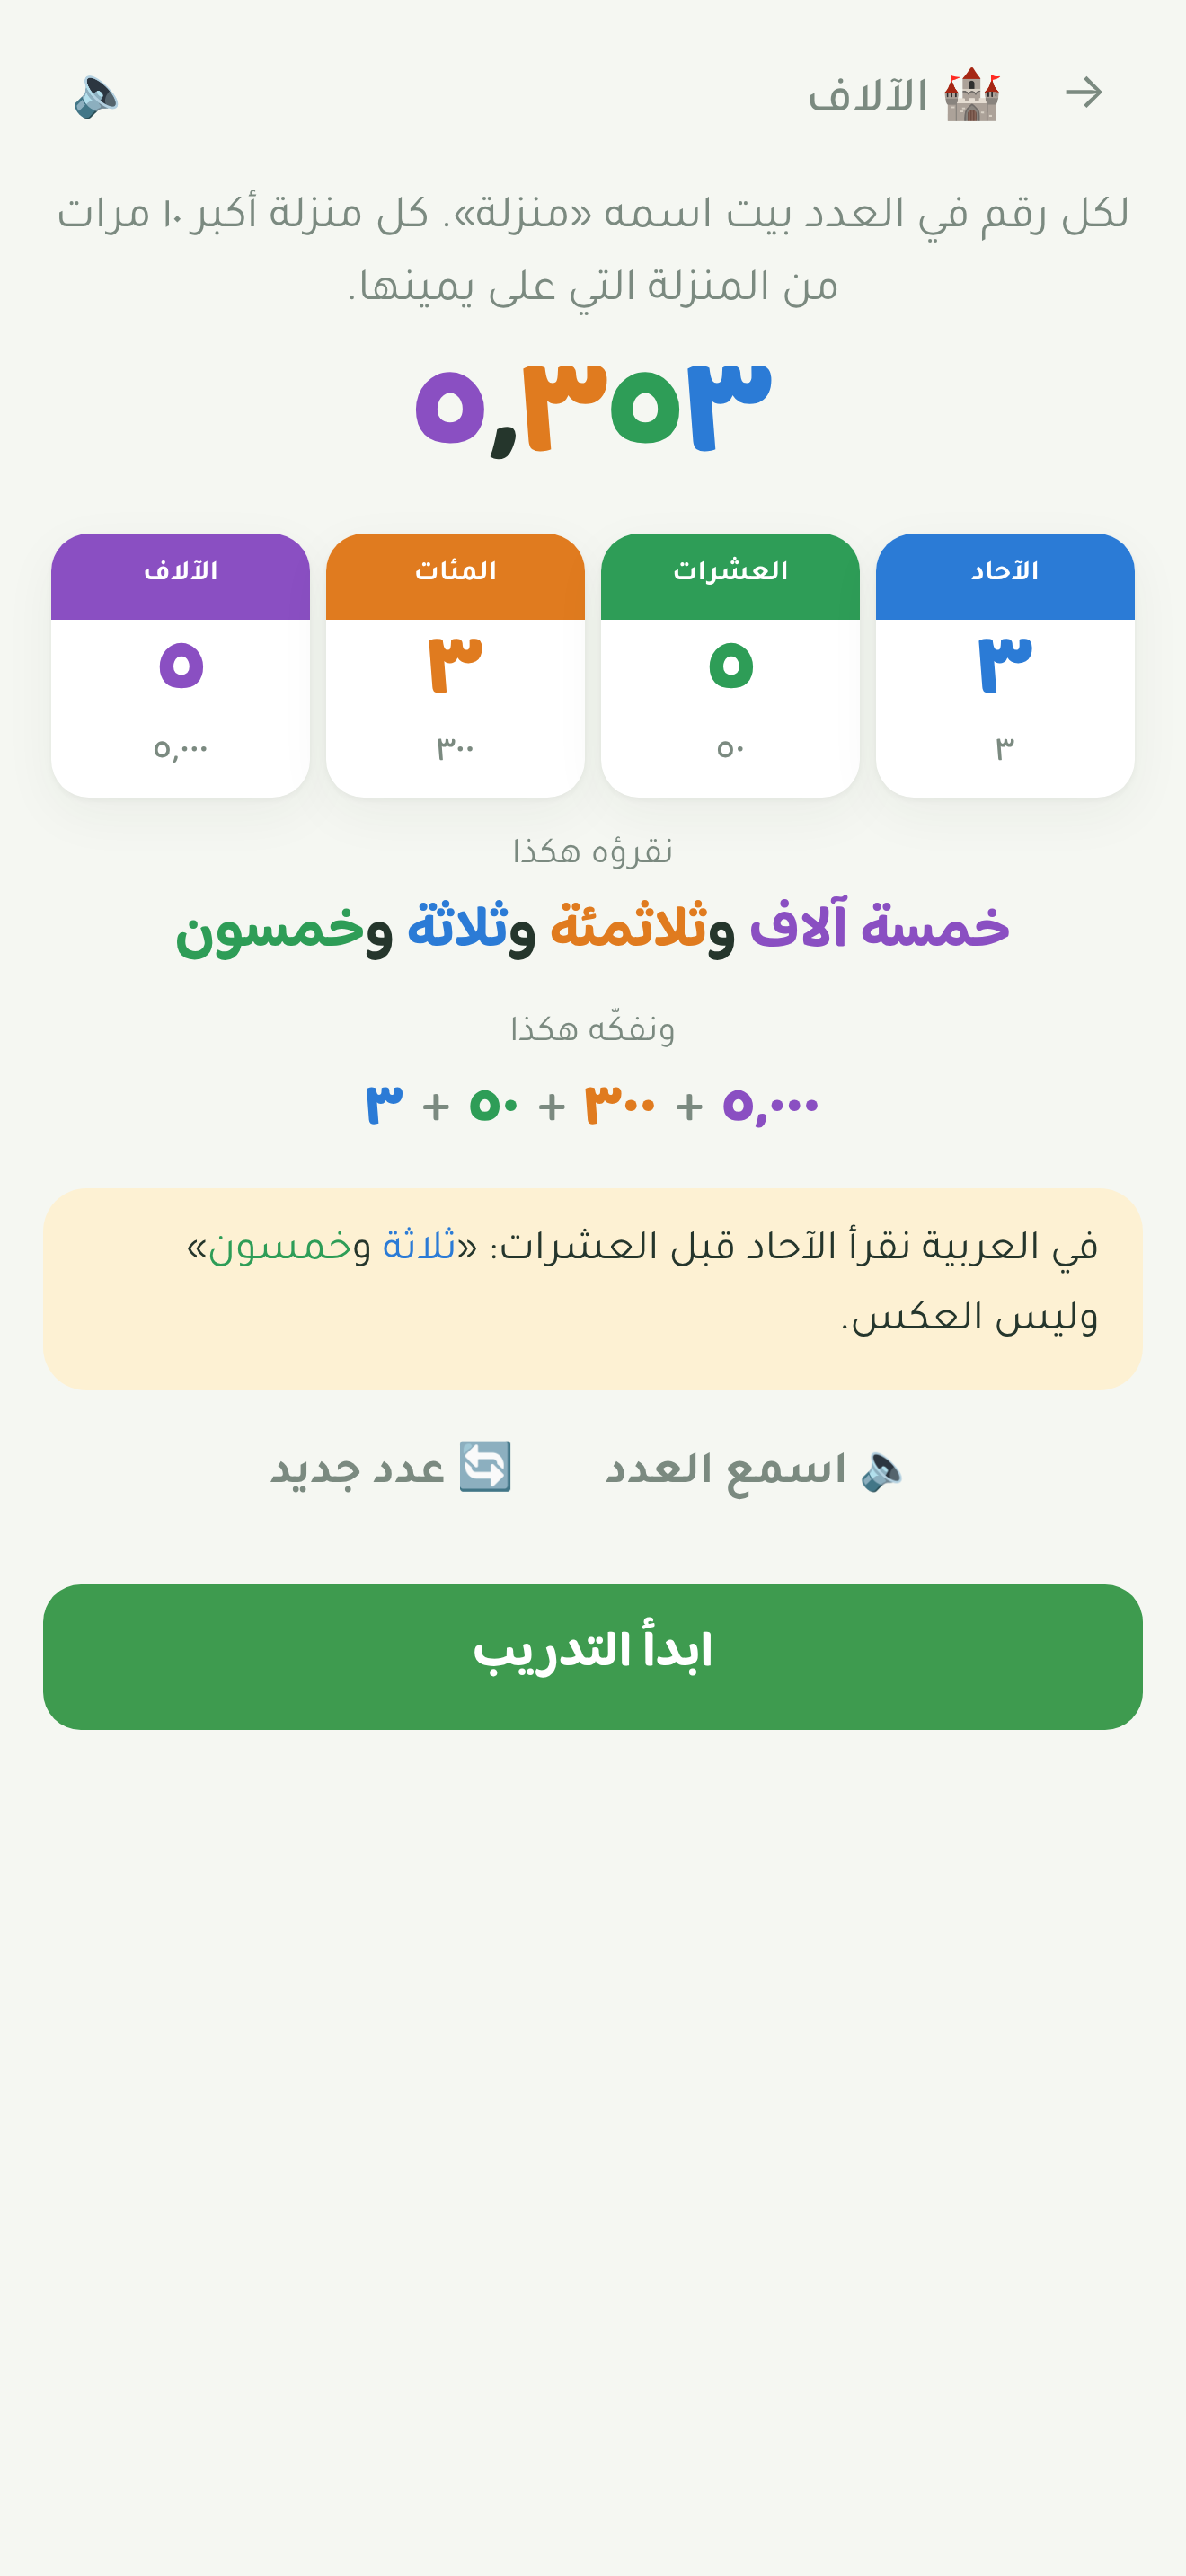 الآلاف
لكل رقم في العدد بيت اسمه «منزلة». كل منزلة أكبر ١٠ مرات
من المنزلة التي على يمينها.
٥,٣٥٣
الآحاد العشرات المئات الآلاف
٣ ٥ ٣ ٥
٣ ٥٠ ٣٠٠ ٥,٠٠٠
نقرؤه هكذا
خمسة آلاف وثلاثمئة وثلاثة وخمسون
ونفكّه هكذا
٥,٠٠٠ + ٣٠٠ + ٥٠ + ٣
في العربية نقرأ الآحاد قبل العشرات: «ثلاثة وخمسون»
وليس العكس.
اسمع العدد عدد جديد
ابدأ التدريب